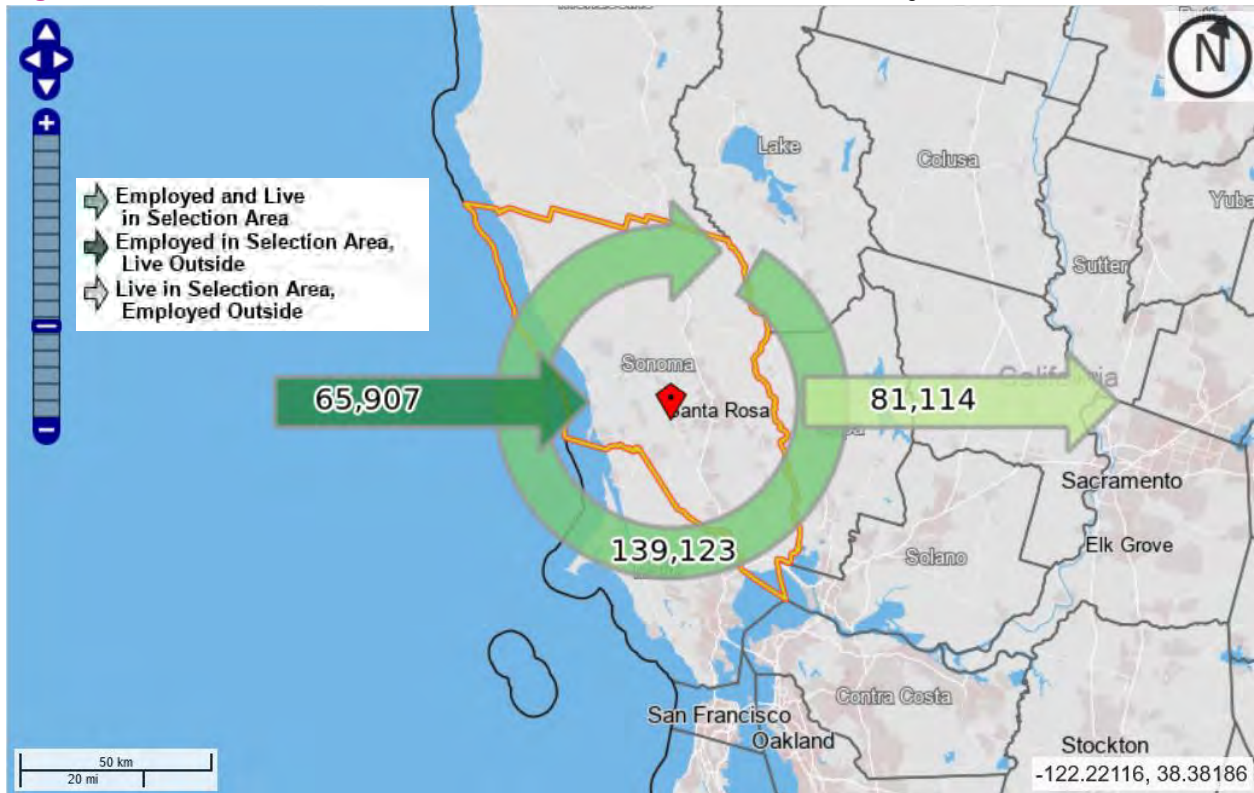 N
Lake
Colusa
Employed and Live
in Selection Area
Employed in Selection Area,
Live Outside
Live in Selection Area,
Employed Outside
Sutter
Sonoma
California
65,907
Santa Rosa
81,114
Sacramento
139,123
Elk Grove
Solano
Contra Costa
San Francisco
Oakland
Stockton
50 km
20 mi
-122.22116, 38.38186